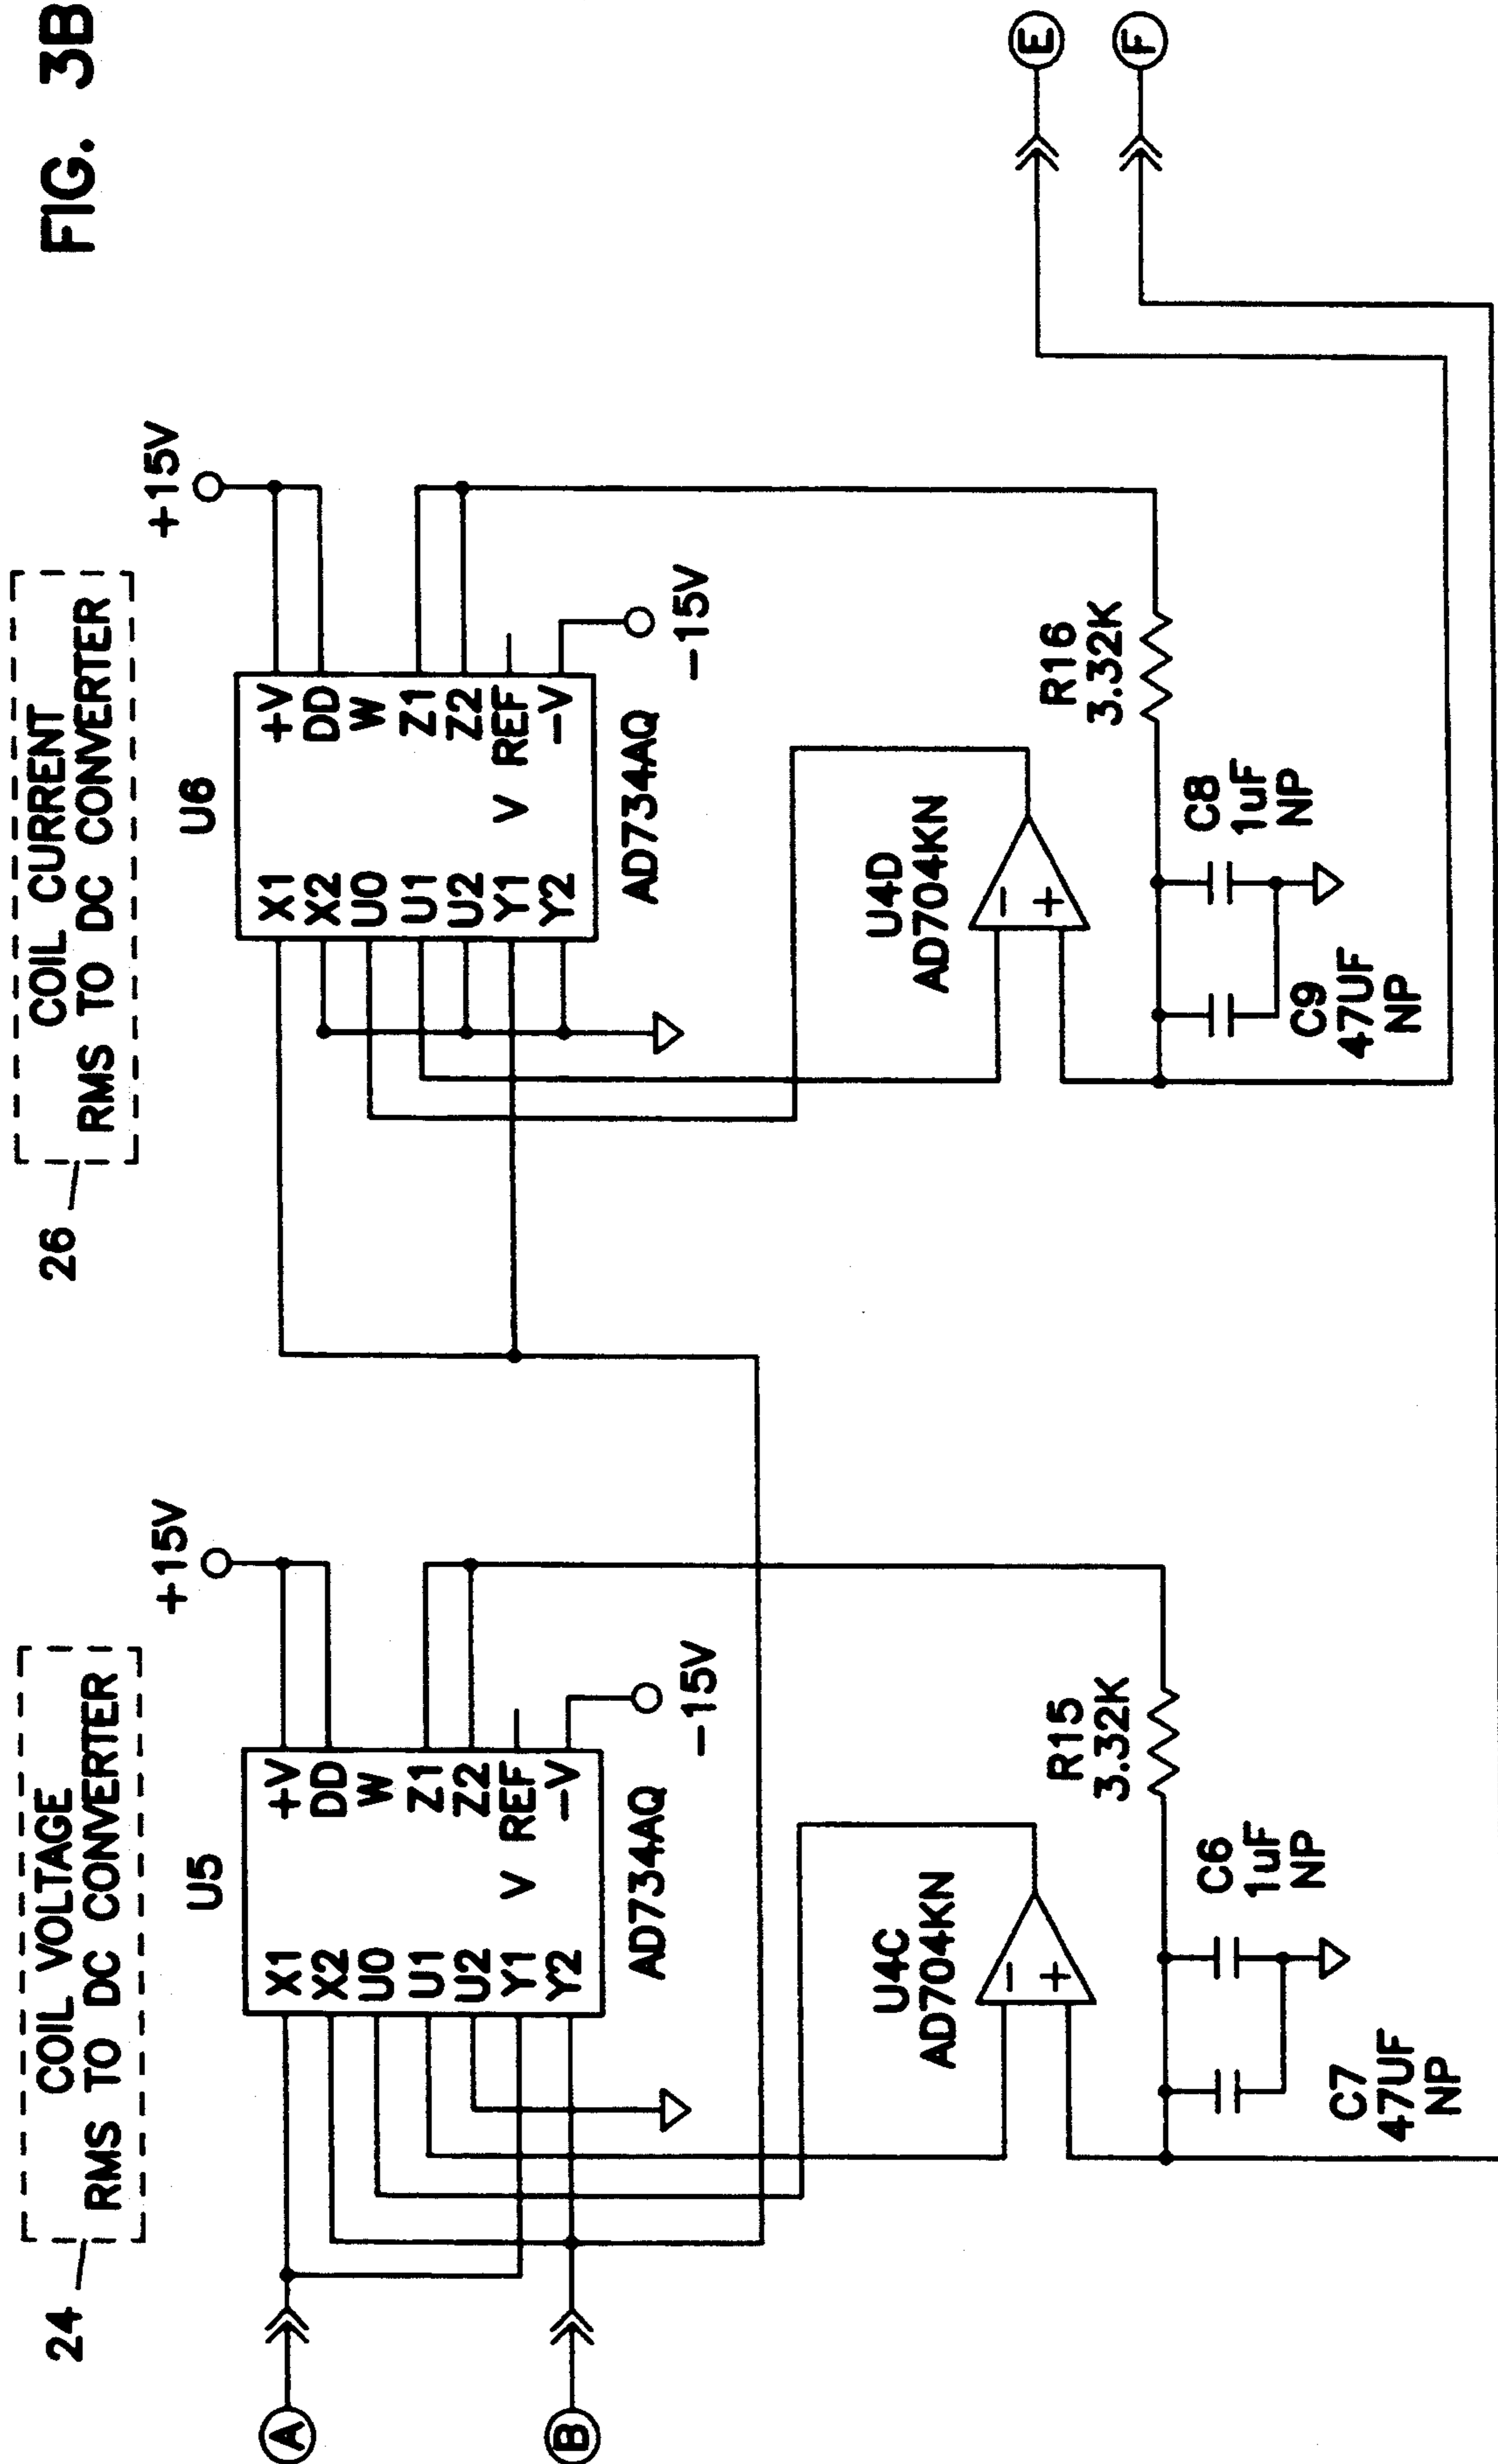 FIG. 3B
24
COIL VOLTAGE
RMS TO DC CONVERTER
U5
+15V
X1
X2
U0
U1
U2
Y1
Y2
+V
DD
W
Z1
Z2
V REF
-V
AD734AQ
-15V
A
B
U4C
AD704KN
-
+
R15
3.32K
C6
1uF
NP
C7
47UF
NP
26
COIL CURRENT
RMS TO DC CONVERTER
U6
+15V
X1
X2
U0
U1
U2
Y1
Y2
+V
DD
W
Z1
Z2
V REF
-V
AD734AQ
-15V
U4D
AD704KN
-
+
R16
3.32K
C8
1uF
NP
C9
47UF
NP
E
F